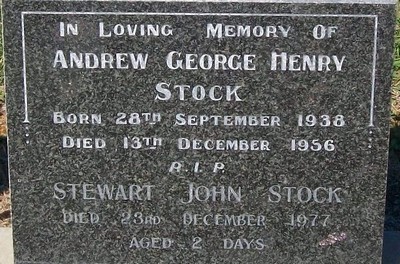 In Loving Memory Of
Andrew George Henry
Stock
Born 28th September 1938
Died 13th December 1956
R.I.P.
Stewart John Stock
Died 23rd December 1977
Aged 2 Days